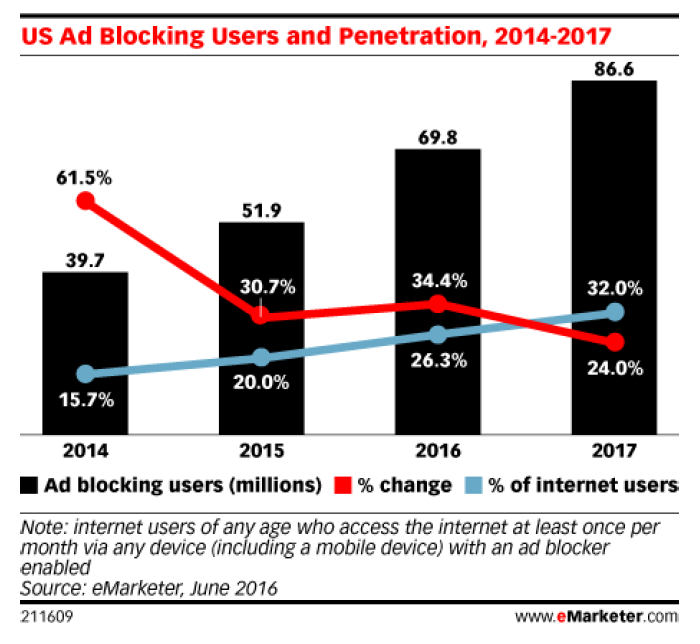 US Ad Blocking Users and Penetration, 2014-2017
86.6
69.8
61.5%
51.9
39.7
30.7%
34.4%
32.0%
15.7%
20.0%
26.3%
24.0%
2014 2015 2016 2017
Ad blocking users (millions) % change % of internet users
Note: internet users of any age who access the internet at least once per
month via any device (including a mobile device) with an ad blocker
enabled
Source: eMarketer, June 2016
211609 www.eMarketer.com